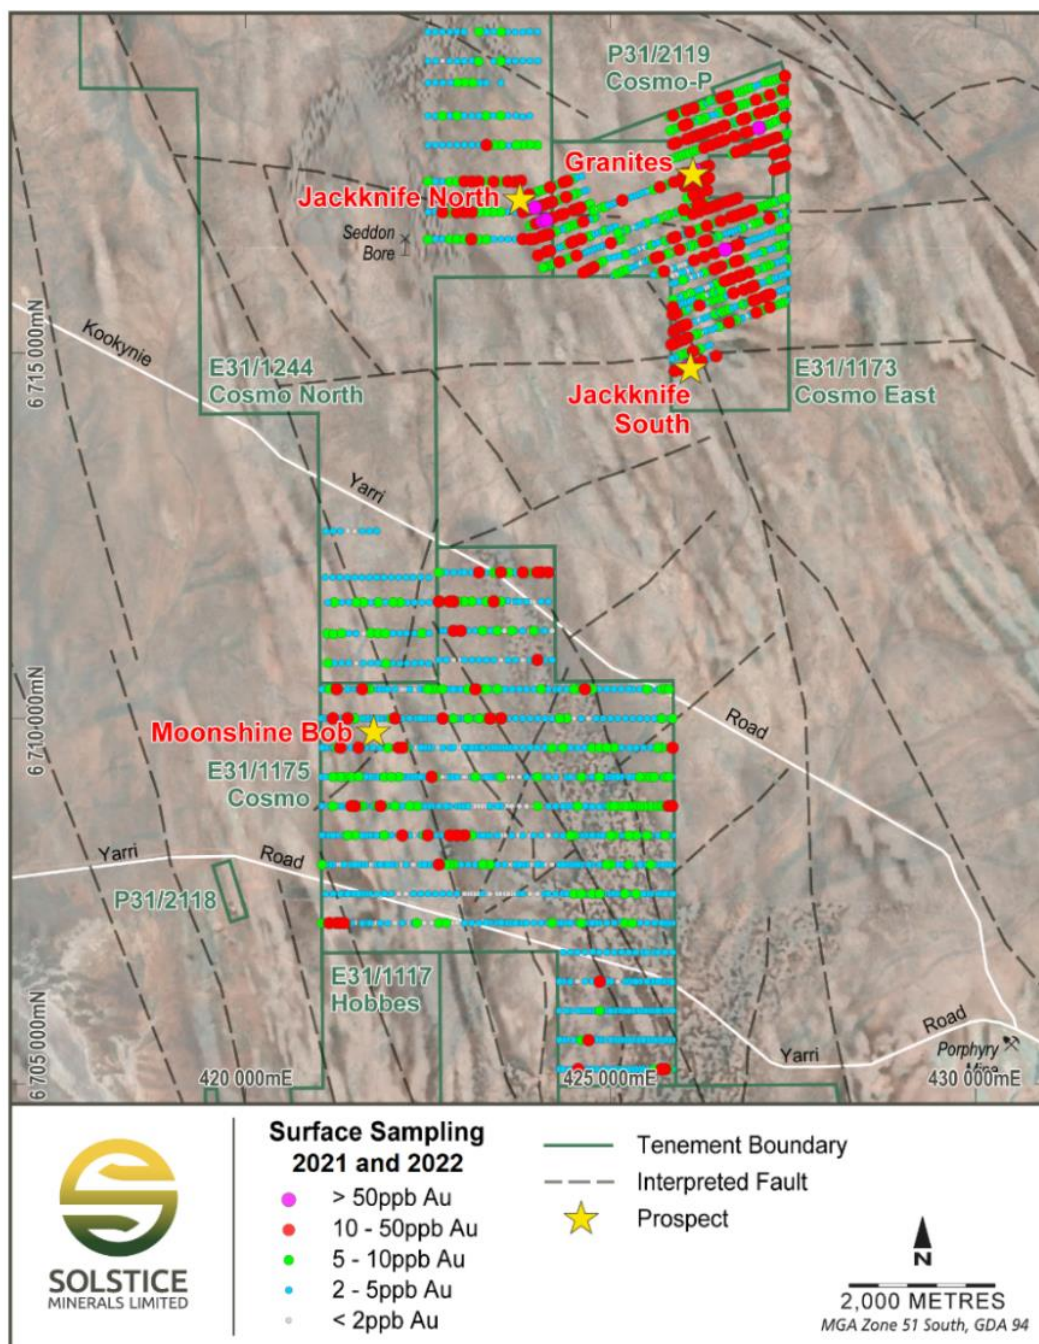 P31/2119
Cosmo-P
Granites
Jackknife North
Seddon
Bore
6 715 000mN
Kookynie
E31/1244
Cosmo North
E31/1173
Cosmo East
Jackknife
South
Yarri
6 710 000mN
Road
Moonshine Bob
E31/1175
Cosmo
Yarri
Road
P31/2118
E31/1117
Hobbes
6 705 000mN
Road
Yarri
Porphyry
420 000mE
425 000mE
430 000mE
SOLSTICE
MINERALS LIMITED
Surface Sampling
2021 and 2022
> 50ppb Au
10 - 50ppb Au
5 - 10ppb Au
2 - 5ppb Au
< 2ppb Au
Tenement Boundary
Interpreted Fault
Prospect
N
2,000 METRES
MGA Zone 51 South, GDA 94